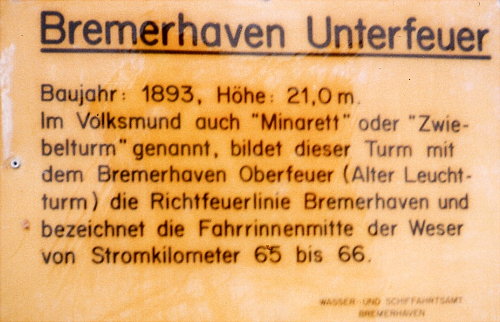 Bremerhaven Unterfeuer
Baujahr: 1893, Höhe: 21,0 m.
Im Volksmund auch "Minarett" oder "Zwie-
belturm" genannt, bildet dieser Turm mit
dem Bremerhaven Oberfeuer (Alter Leucht-
turm) die Richtfeuerlinie Bremerhaven und
bezeichnet die Fahrrinnenmitte der Weser
von Stromkilometer 65 bis 66.
WASSER- UND SCHIFFAHRTSAMT
BREMERHAVEN